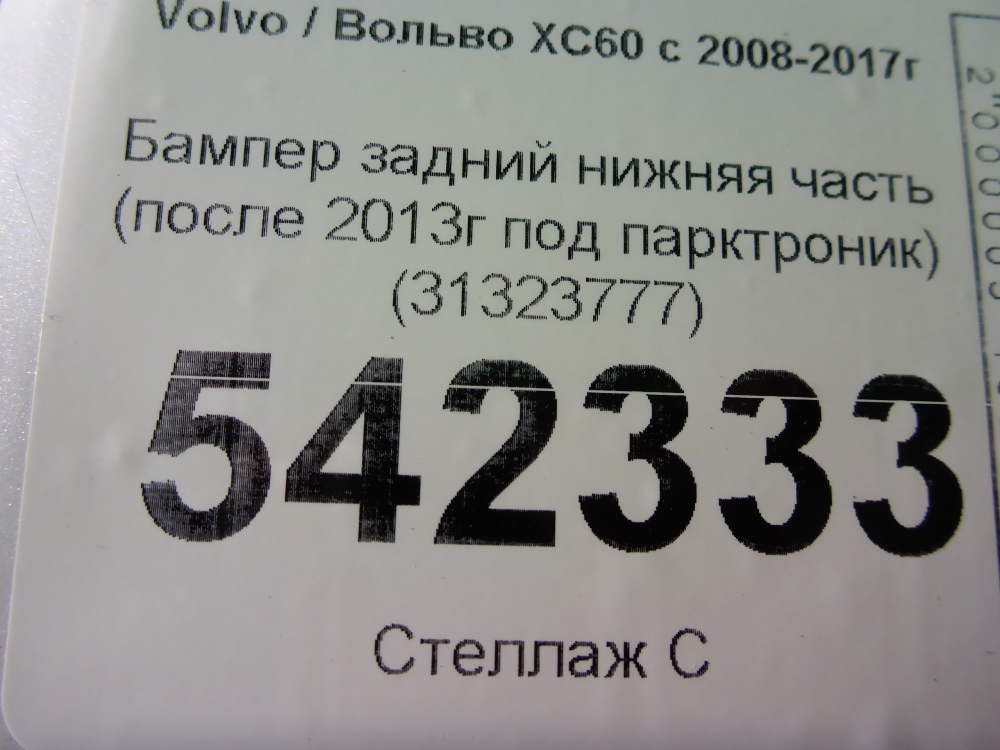 Volvo / Вольво XC60 с 2008-2017г
Бампер задний нижняя часть
(после 2013г под парктроник)
(31323777)
542333
Стеллаж С